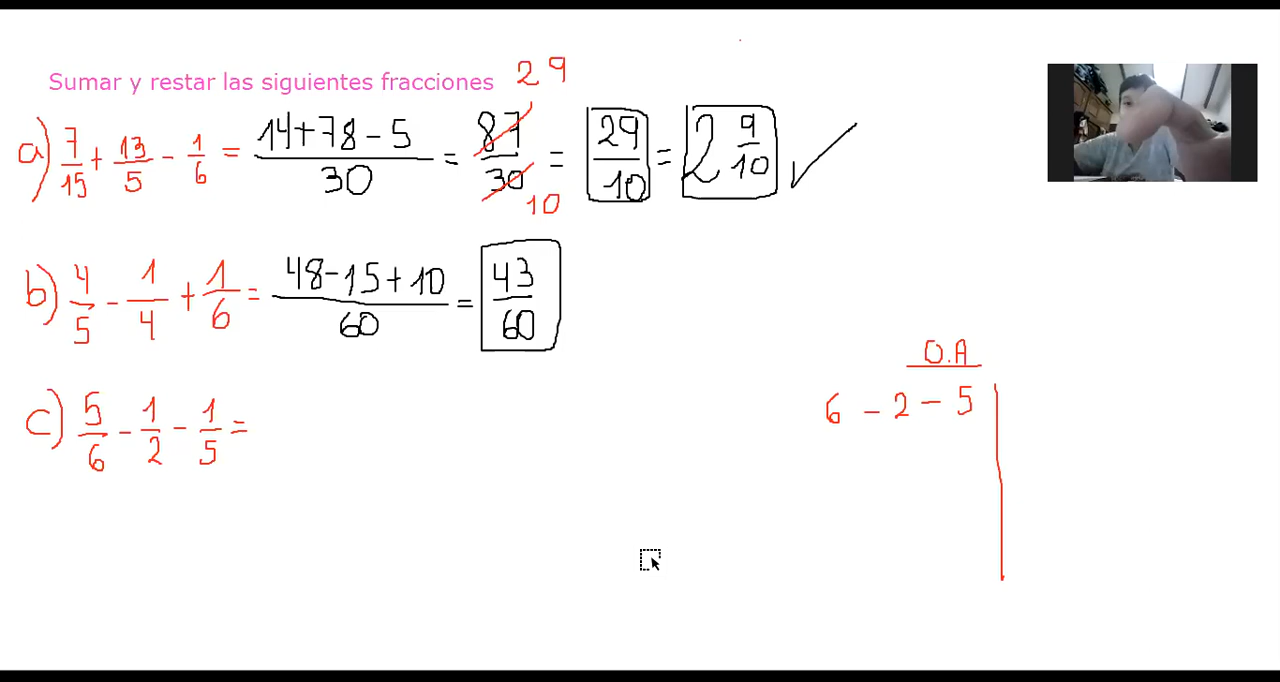 Sumar y restar las siguientes fracciones
a) 7/15 + 13/5 - 1/6 = (14+78-5)/30 = 87/30 = 29/10 = 2 9/10 ✓
29
10
b) 4/5 - 1/4 + 1/6 = (48-15+10)/60 = 43/60
O.A
6 - 2 - 5
c) 5/6 - 1/2 - 1/5 =